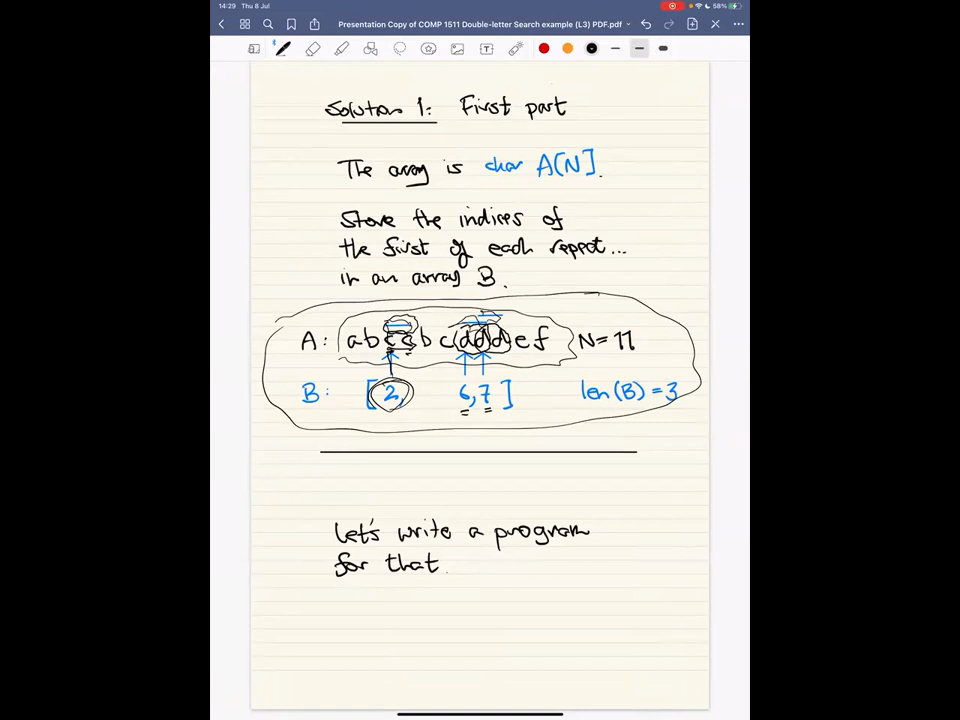 14:29 Thu 8 Jul
58%
Presentation Copy of COMP 1511 Double-letter Search example (L3) PDF.pdf
Solution 1: First part
The array is char A[N].
Store the indices of
the first of each repeat...
in an array B.
A: abccbcdddef N=11
B: [2, 6,7] len(B)=3
Let's write a program
for that.